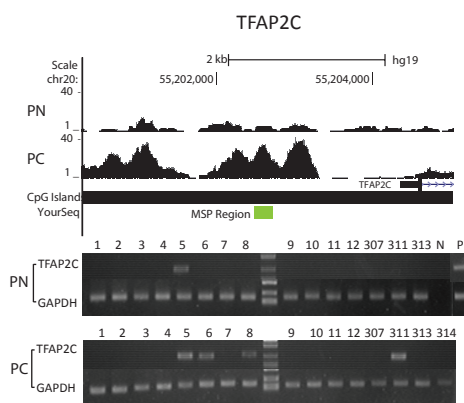 TFAP2C
Scale 2 kb hg19
chr20: 55,202,000 55,204,000
40
PN
1
40
PC
1
TFAP2C
CpG Island
YourSeq MSP Region
1 2 3 4 5 6 7 8 9 10 11 12 307 311 313 N P
TFAP2C
PN
GAPDH
1 2 3 4 5 6 7 8 9 10 11 12 307 311 313 314
TFAP2C
PC
GAPDH